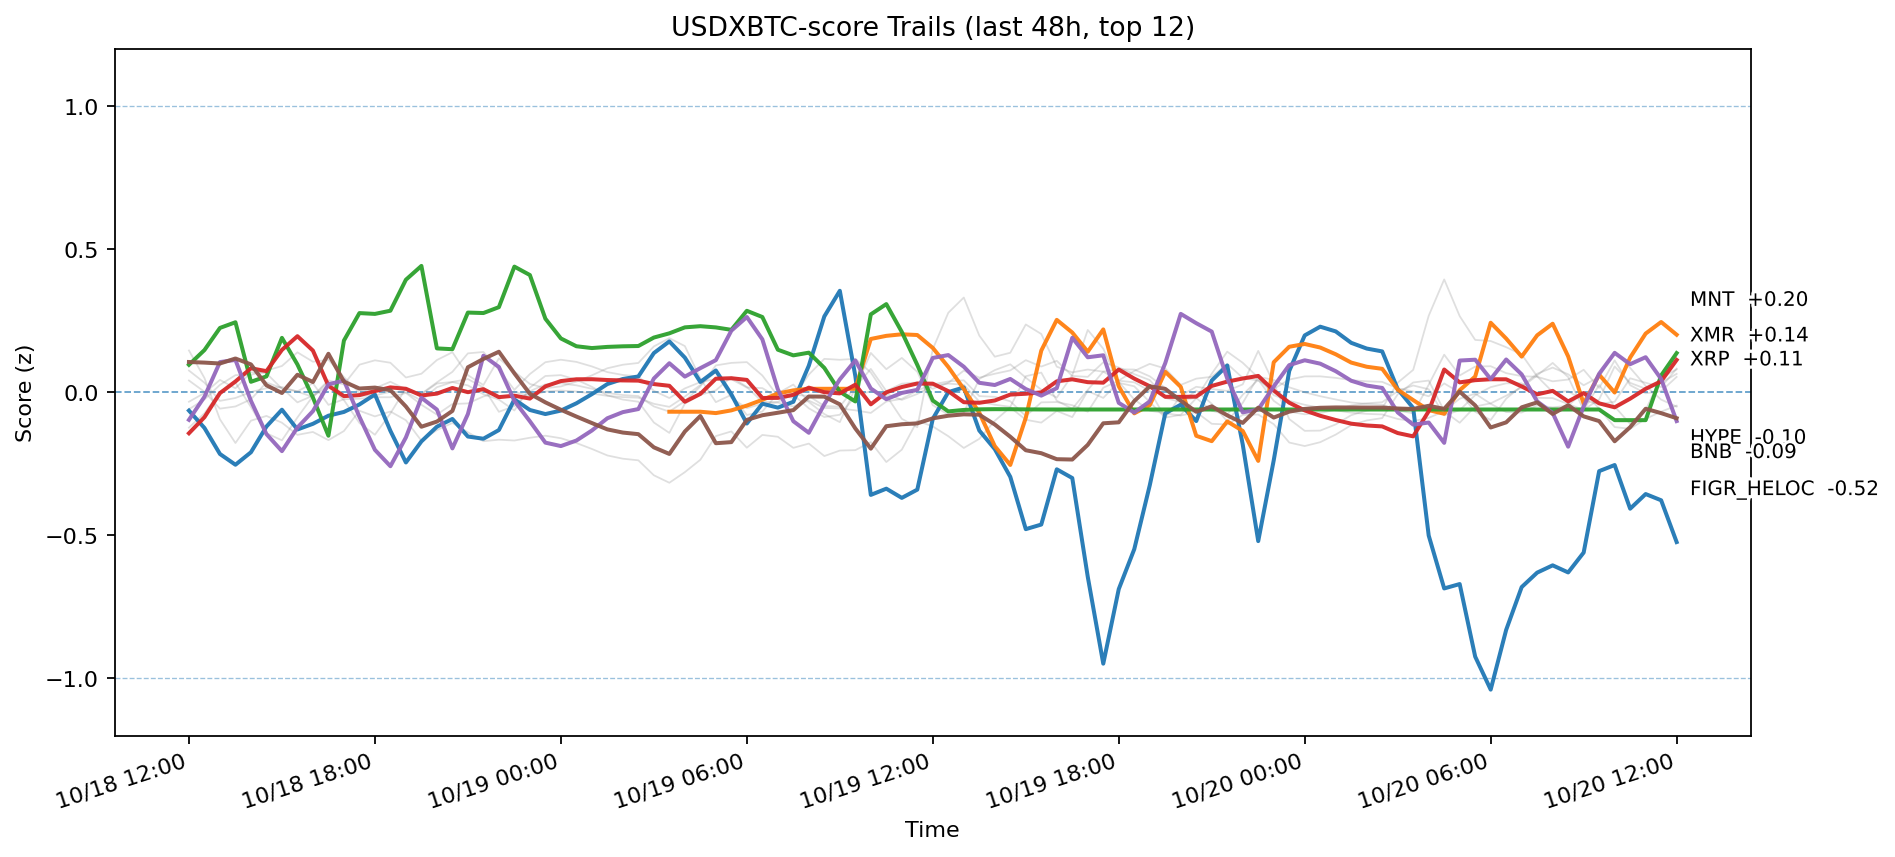 USDXBTC-score Trails (last 48h, top 12)
Score (z)
1.0
0.5
0.0
−0.5
−1.0
MNT +0.20
XMR +0.14
XRP +0.11
HYPE -0.10
BNB -0.09
FIGR_HELOC -0.52
10/18 12:00
10/18 18:00
10/19 00:00
10/19 06:00
10/19 12:00
10/19 18:00
10/20 00:00
10/20 06:00
10/20 12:00
Time